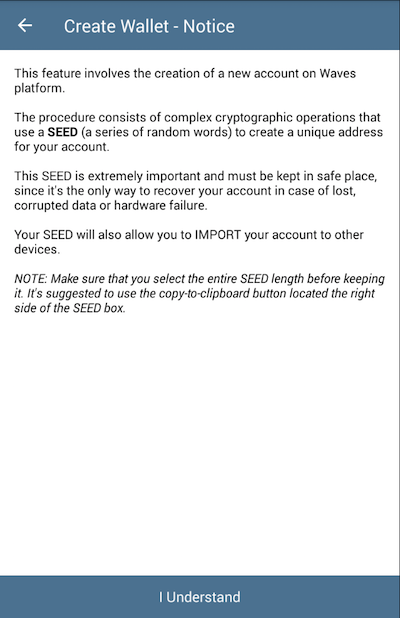 Create Wallet - Notice
This feature involves the creation of a new account on Waves
platform.
The procedure consists of complex cryptographic operations that
use a SEED (a series of random words) to create a unique address
for your account.
This SEED is extremely important and must be kept in safe place,
since it's the only way to recover your account in case of lost,
corrupted data or hardware failure.
Your SEED will also allow you to IMPORT your account to other
devices.
NOTE: Make sure that you select the entire SEED length before keeping
it. It's suggested to use the copy-to-clipboard button located the right
side of the SEED box.
I Understand